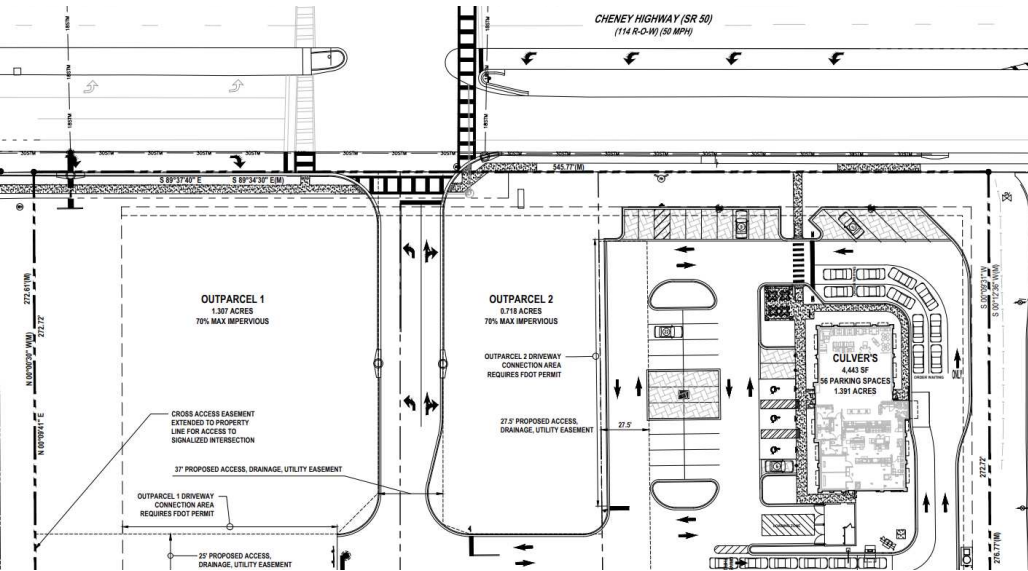 CHENEY HIGHWAY (SR 50)
(114 R-O-W) (50 MPH)
545.77'(M)
S 89°37'40" E
S 89°34'30" E(M)
OUTPARCEL 1
1.307 ACRES
70% MAX IMPERVIOUS
OUTPARCEL 2
0.718 ACRES
70% MAX IMPERVIOUS
OUTPARCEL 2 DRIVEWAY
CONNECTION AREA
REQUIRES FDOT PERMIT
27.5' PROPOSED ACCESS,
DRAINAGE, UTILITY EASEMENT
27.5'
CULVER'S
4,443 SF
56 PARKING SPACES
1.391 ACRES
ORDER WAITING
ONLY
CROSS ACCESS EASEMENT
EXTENDED TO PROPERTY
LINE FOR ACCESS TO
SIGNALIZED INTERSECTION
37' PROPOSED ACCESS, DRAINAGE, UTILITY EASEMENT
OUTPARCEL 1 DRIVEWAY
CONNECTION AREA
REQUIRES FDOT PERMIT
25' PROPOSED ACCESS,
DRAINAGE, UTILITY EASEMENT
272.72'
N 00°09'41" E
272.72'
276.77'(M)